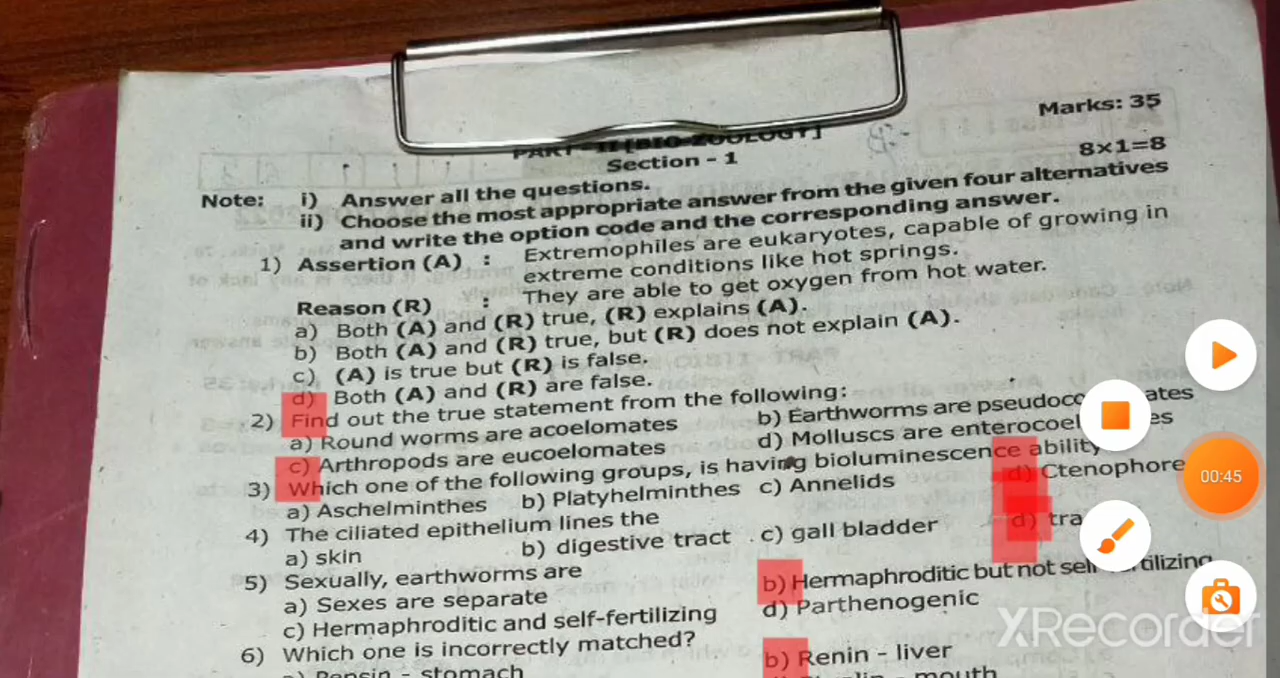 Marks: 35
PART - II [BIO-ZOOLOGY]
Section - 1
8×1=8
Note: i) Answer all the questions.
ii) Choose the most appropriate answer from the given four alternatives
and write the option code and the corresponding answer.
1) Assertion (A) : Extremophiles are eukaryotes, capable of growing in
extreme conditions like hot springs.
Reason (R) : They are able to get oxygen from hot water.
a) Both (A) and (R) true, (R) explains (A).
b) Both (A) and (R) true, but (R) does not explain (A).
c) (A) is true but (R) is false.
d) Both (A) and (R) are false.
2) Find out the true statement from the following:
a) Round worms are acoelomates b) Earthworms are
c) Arthropods are eucoelomates d) Molluscs are
3) Which one of the following groups, is having bioluminescence ability
a) Aschelminthes b) Platyhelminthes c) Annelids d) Ctenophore
4) The ciliated epithelium lines the
a) skin b) digestive tract c) gall bladder d)
5) Sexually, earthworms are
a) Sexes are separate b) Hermaphroditic but not
c) Hermaphroditic and self-fertilizing d) Parthenogenic
6) Which one is incorrectly matched?
a) Pepsin - stomach b) Renin - liver
mouth
00:45
XRecorder